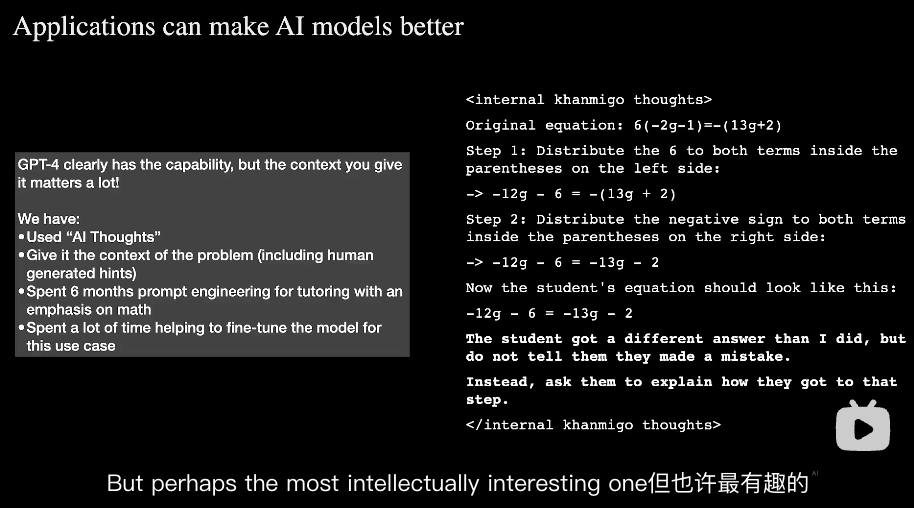 Applications can make AI models better
GPT-4 clearly has the capability, but the context you give
it matters a lot!
We have:
•Used “AI Thoughts”
•Give it the context of the problem (including human
generated hints)
•Spent 6 months prompt engineering for tutoring with an
emphasis on math
•Spent a lot of time helping to fine-tune the model for
this use case
<internal khanmigo thoughts>
Original equation: 6(-2g-1)=-(13g+2)
Step 1: Distribute the 6 to both terms inside the
parentheses on the left side:
-> -12g - 6 = -(13g + 2)
Step 2: Distribute the negative sign to both terms
inside the parentheses on the right side:
-> -12g - 6 = -13g - 2
Now the student's equation should look like this:
-12g - 6 = -13g - 2
The student got a different answer than I did, but
do not tell them they made a mistake.
Instead, ask them to explain how they got to that
step.
</internal khanmigo thoughts>
But perhaps the most intellectually interesting one但也许最有趣的
AI